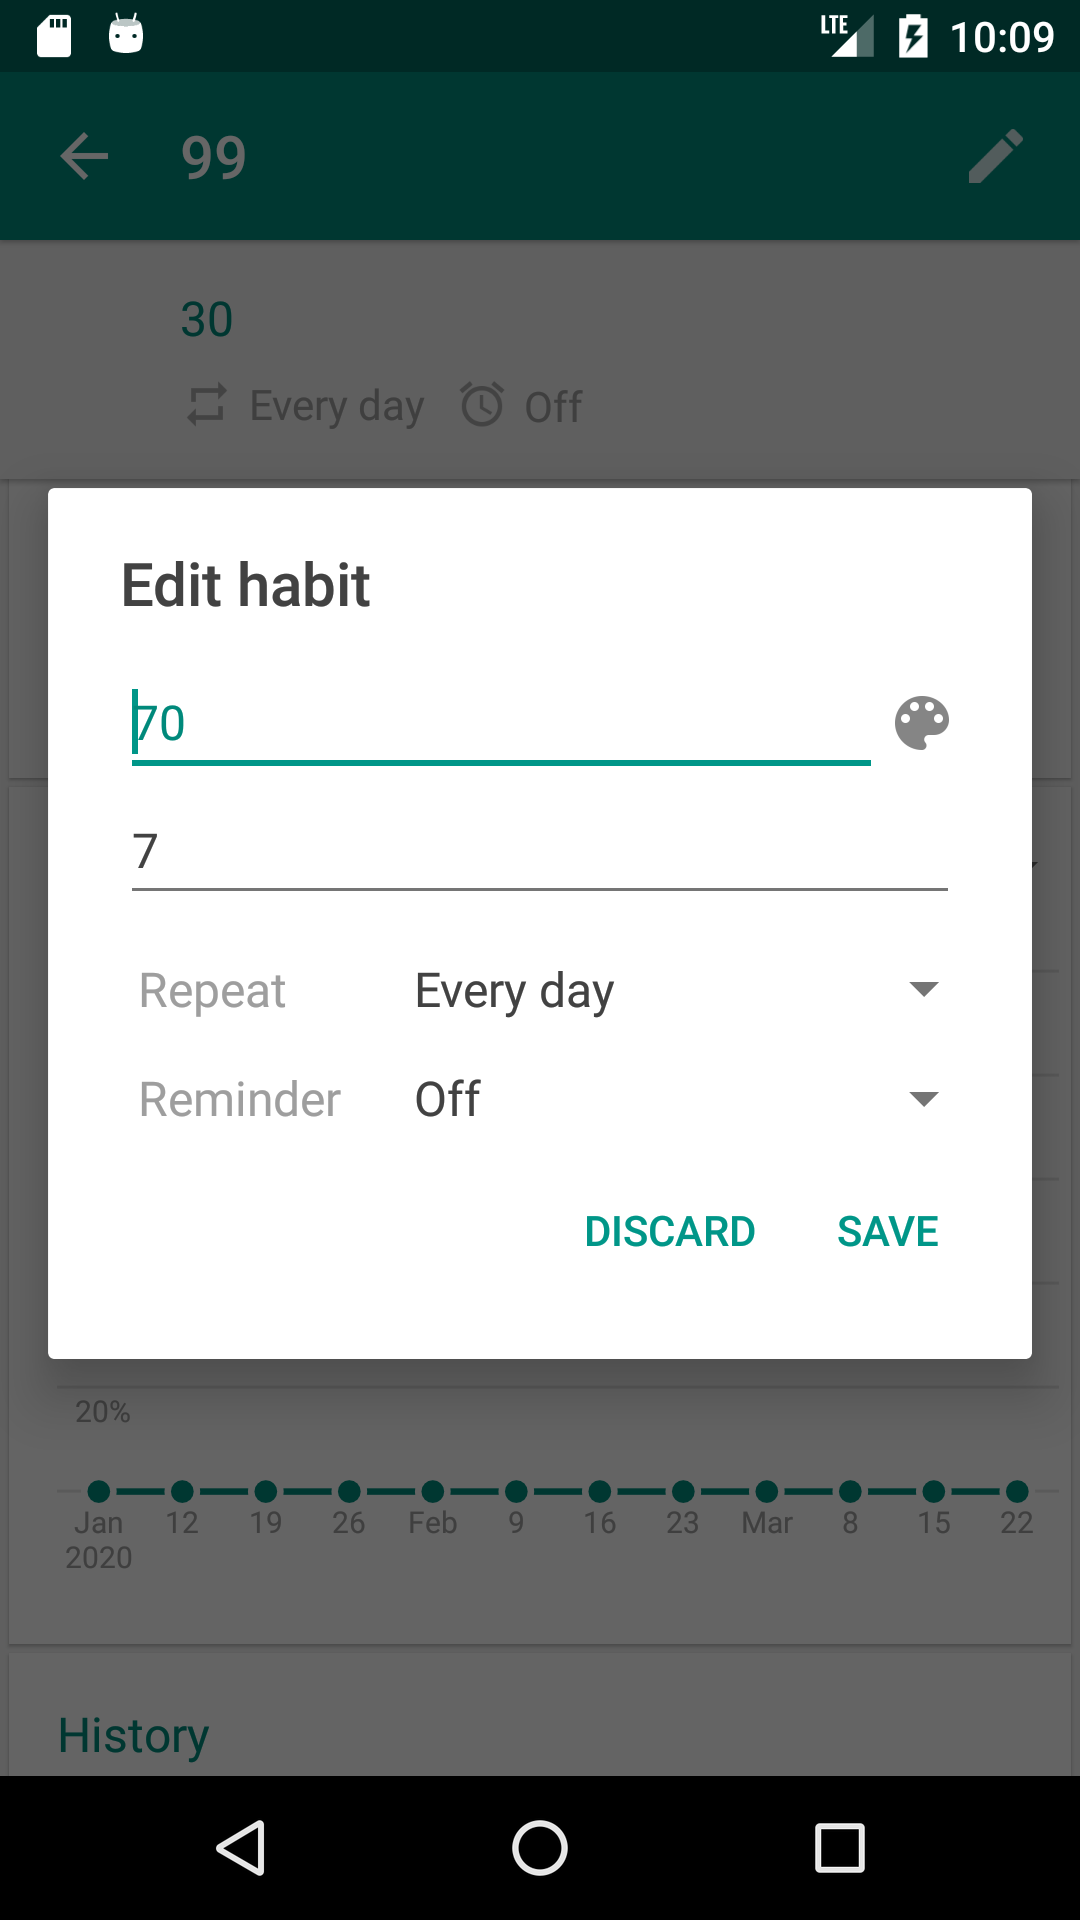 LTE 10:09
99
30
Every day Off
Edit habit
70
7
Repeat Every day
Reminder Off
DISCARD SAVE
20%
Jan 12 19 26 Feb 9 16 23 Mar 8 15 22
2020
History